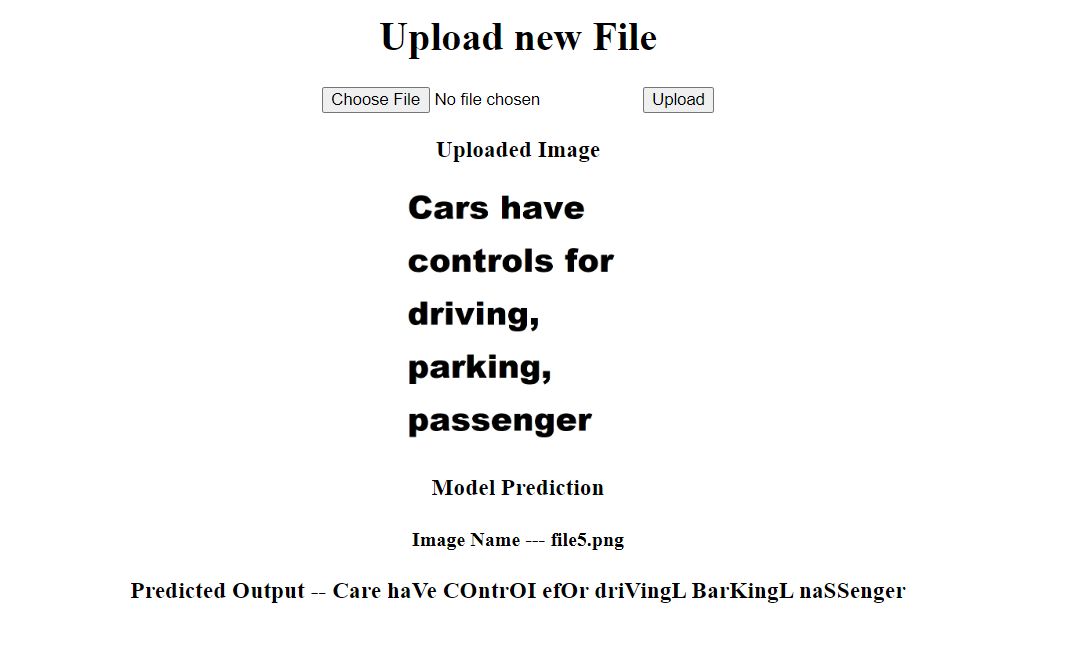 Upload new File
Choose File No file chosen Upload
Uploaded Image
Cars have
controls for
driving,
parking,
passenger
Model Prediction
Image Name --- file5.png
Predicted Output -- Care haVe COntrOI efOr driVingL BarKingL naSSenger